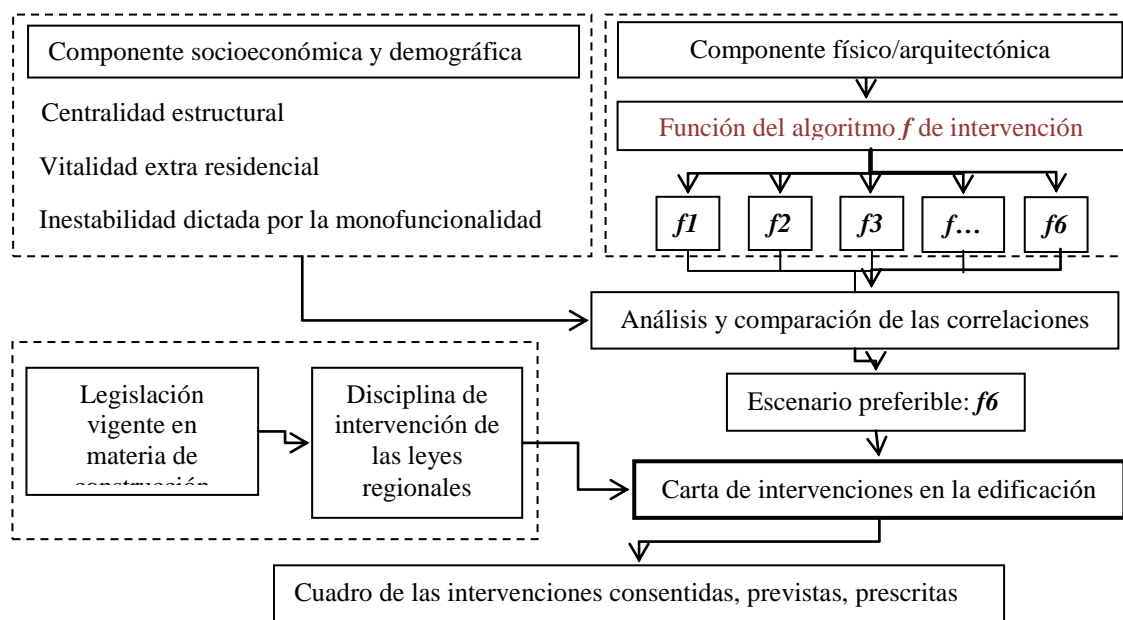 Componente socioeconómica y demográfica
Centralidad estructural
Vitalidad extra residencial
Inestabilidad dictada por la monofuncionalidad
Componente físico/arquitectónica
Función del algoritmo f de intervención
f1 f2 f3 f... f6
Análisis y comparación de las correlaciones
Escenario preferible: f6
Legislación
vigente en
materia de
construcción
Disciplina de
intervención de
las leyes
regionales
Carta de intervenciones en la edificación
Cuadro de las intervenciones consentidas, previstas, prescritas